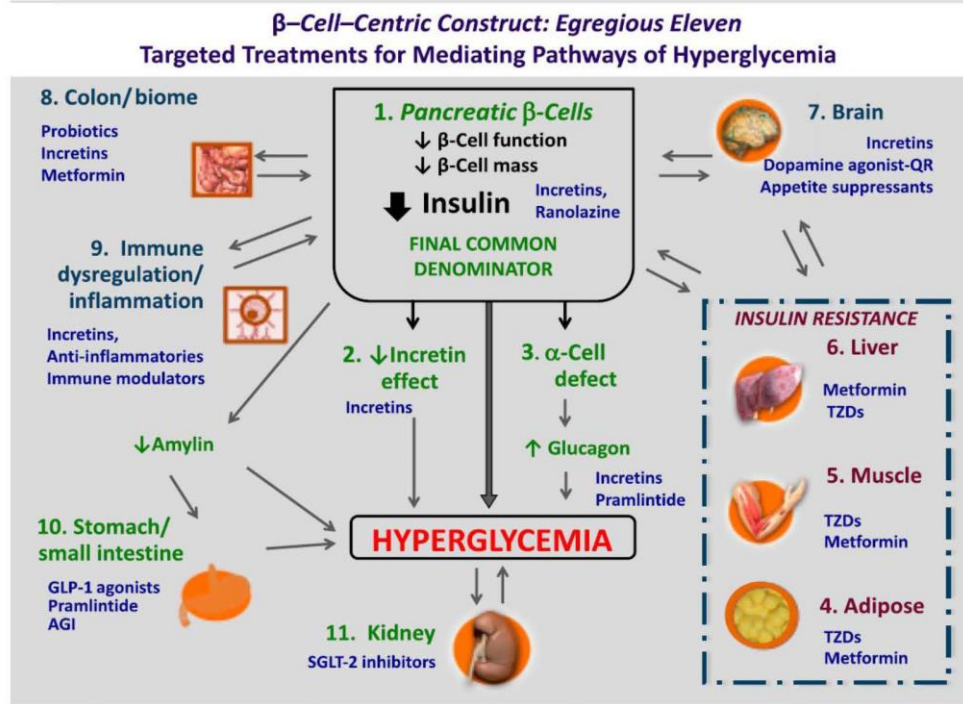 β–Cell–Centric Construct: Egregious Eleven
Targeted Treatments for Mediating Pathways of Hyperglycemia
8. Colon/biome
Probiotics
Incretins
Metformin
1. Pancreatic β-Cells
↓ β-Cell function
↓ β-Cell mass
Insulin
Incretins,
Ranolazine
FINAL COMMON
DENOMINATOR
7. Brain
Incretins
Dopamine agonist-QR
Appetite suppressants
9. Immune
dysregulation/
inflammation
Incretins,
Anti-inflammatories
Immune modulators
2. ↓Incretin
effect
Incretins
3. α-Cell
defect
↑ Glucagon
Incretins
Pramlintide
INSULIN RESISTANCE
6. Liver
Metformin
TZDs
5. Muscle
TZDs
Metformin
4. Adipose
TZDs
Metformin
↓Amylin
10. Stomach/
small intestine
GLP-1 agonists
Pramlintide
AGI
HYPERGLYCEMIA
11. Kidney
SGLT-2 inhibitors